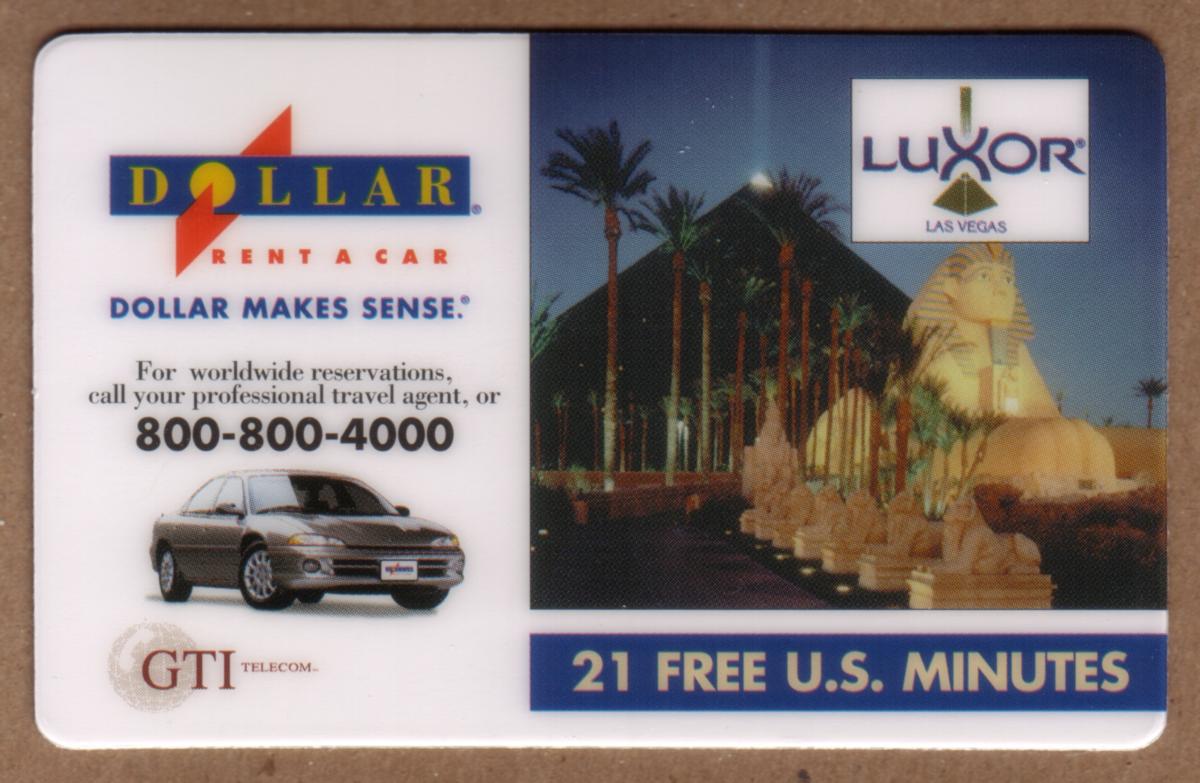 DOLLAR®
RENT A CAR
DOLLAR MAKES SENSE.®
For worldwide reservations,
call your professional travel agent, or
800-800-4000
GTI TELECOM
LUXOR®
LAS VEGAS
21 FREE U.S. MINUTES